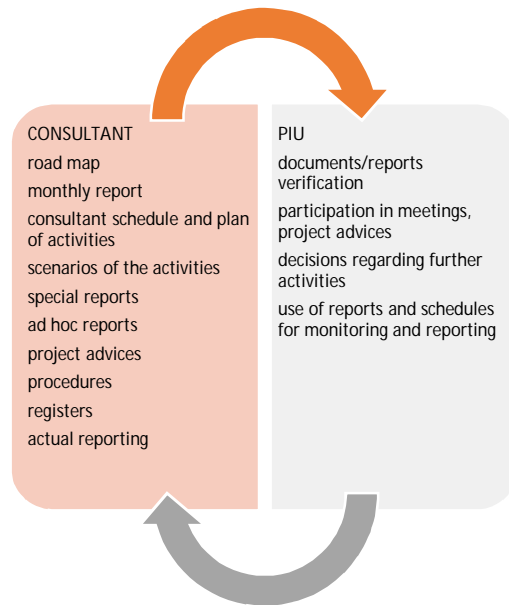 CONSULTANT
road map
monthly report
consultant schedule and plan
of activities
scenarios of the activities
special reports
ad hoc reports
project advices
procedures
registers
actual reporting
PIU
documents/reports
verification
participation in meetings,
project advices
decisions regarding further
activities
use of reports and schedules
for monitoring and reporting